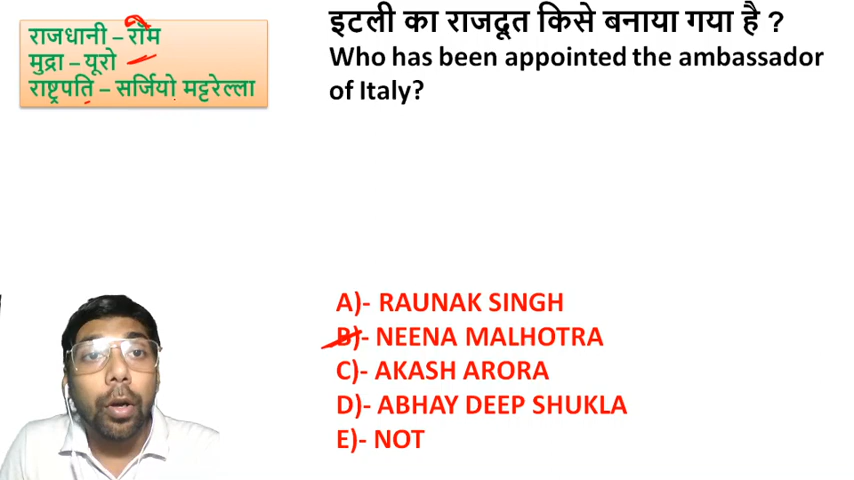 राजधानी – रोम
मुद्रा – यूरो
राष्ट्रपति – सर्जियो मट्टरेल्ला
इटली का राजदूत किसे बनाया गया है ?
Who has been appointed the ambassador
of Italy?
A)- RAUNAK SINGH
B)- NEENA MALHOTRA
C)- AKASH ARORA
D)- ABHAY DEEP SHUKLA
E)- NOT